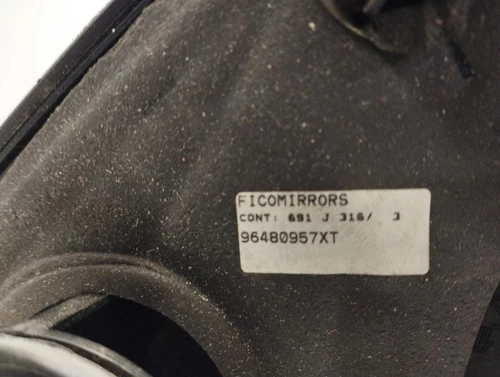 FICOMIRRORS
CONT: 691 J 316/ 3
96480957XT